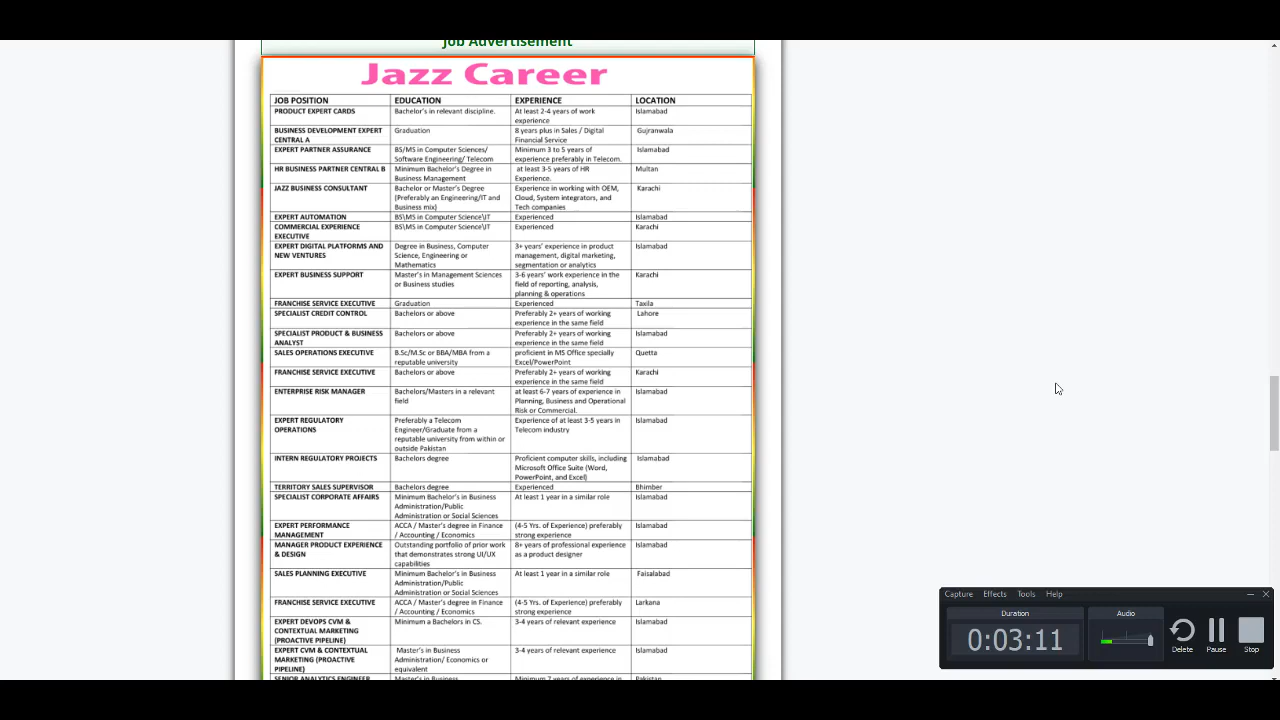 Job Advertisement
Jazz Career
JOB POSITION EDUCATION EXPERIENCE LOCATION
PRODUCT EXPERT CARDS Bachelor's in relevant discipline. At least 2-4 years of work Islamabad
experience
BUSINESS DEVELOPMENT EXPERT Graduation 8 years plus in Sales / Digital Gujranwala
CENTRAL A Financial Service
EXPERT PARTNER ASSURANCE BS/MS in Computer Sciences/ Minimum 3 to 5 years of Islamabad
Software Engineering/ Telecom experience preferably in Telecom.
HR BUSINESS PARTNER CENTRAL B Minimum Bachelor's Degree in at least 3-5 years of HR Multan
Business Management Experience.
JAZZ BUSINESS CONSULTANT Bachelor or Master's Degree Experience in working with OEM, Karachi
(Preferably an Engineering/IT and Cloud, System integrators, and
Business mix) Tech companies
EXPERT AUTOMATION BS\MS in Computer Science\IT Experienced Islamabad
COMMERCIAL EXPERIENCE BS\MS in Computer Science\IT Experienced Karachi
EXECUTIVE
EXPERT DIGITAL PLATFORMS AND Degree in Business, Computer 3+ years' experience in product Islamabad
NEW VENTURES Science, Engineering or management, digital marketing,
Mathematics segmentation or analytics
EXPERT BUSINESS SUPPORT Master's in Management Sciences 3-6 years' work experience in the Karachi
or Business studies field of reporting, analysis,
planning & operations
FRANCHISE SERVICE EXECUTIVE Graduation Experienced Taxila
SPECIALIST CREDIT CONTROL Bachelors or above Preferably 2+ years of working Lahore
experience in the same field
SPECIALIST PRODUCT & BUSINESS Bachelors or above Preferably 2+ years of working Islamabad
ANALYST experience in the same field
SALES OPERATIONS EXECUTIVE B.Sc/M.Sc or BBA/MBA from a proficient in MS Office specially Quetta
reputable university Excel/PowerPoint
FRANCHISE SERVICE EXECUTIVE Bachelors or above Preferably 2+ years of working Karachi
experience in the same field
ENTERPRISE RISK MANAGER Bachelors/Masters in a relevant at least 6-7 years of experience in Islamabad
field Planning, Business and Operational
Risk or Commercial.
EXPERT REGULATORY Preferably a Telecom Experience of at least 3-5 years in Islamabad
OPERATIONS Engineer/Graduate from a Telecom industry
reputable university from within or
outside Pakistan
INTERN REGULATORY PROJECTS Bachelors degree Proficient computer skills, including Islamabad
Microsoft Office Suite (Word,
PowerPoint, and Excel)
TERRITORY SALES SUPERVISOR Bachelors degree Experienced Bhimber
SPECIALIST CORPORATE AFFAIRS Minimum Bachelor's in Business At least 1 year in a similar role Islamabad
Administration/Public
Administration or Social Sciences
EXPERT PERFORMANCE ACCA / Master's degree in Finance (4-5 Yrs. of Experience) preferably Islamabad
MANAGEMENT / Accounting / Economics strong experience
MANAGER PRODUCT EXPERIENCE Outstanding portfolio of prior work 8+ years of professional experience Islamabad
& DESIGN that demonstrates strong UI/UX as a product designer
capabilities
SALES PLANNING EXECUTIVE Minimum Bachelor's in Business At least 1 year in a similar role Faisalabad
Administration/Public
Administration or Social Sciences
FRANCHISE SERVICE EXECUTIVE ACCA / Master's degree in Finance (4-5 Yrs. of Experience) preferably Larkana
/ Accounting / Economics strong experience
EXPERT DEVOPS CVM & Minimum a Bachelors in CS. 3-4 years of relevant experience Islamabad
CONTEXTUAL MARKETING
(PROACTIVE PIPELINE)
EXPERT CVM & CONTEXTUAL Master's in Business 3-4 years of relevant experience Islamabad
MARKETING (PROACTIVE Administration/ Economics or
PIPELINE) equivalent
SENIOR ANALYTICS ENGINEER Master's in Business Minimum 7 years of experience in Pakistan
Capture Effects Tools Help
Duration Audio
0:03:11
Delete Pause Stop